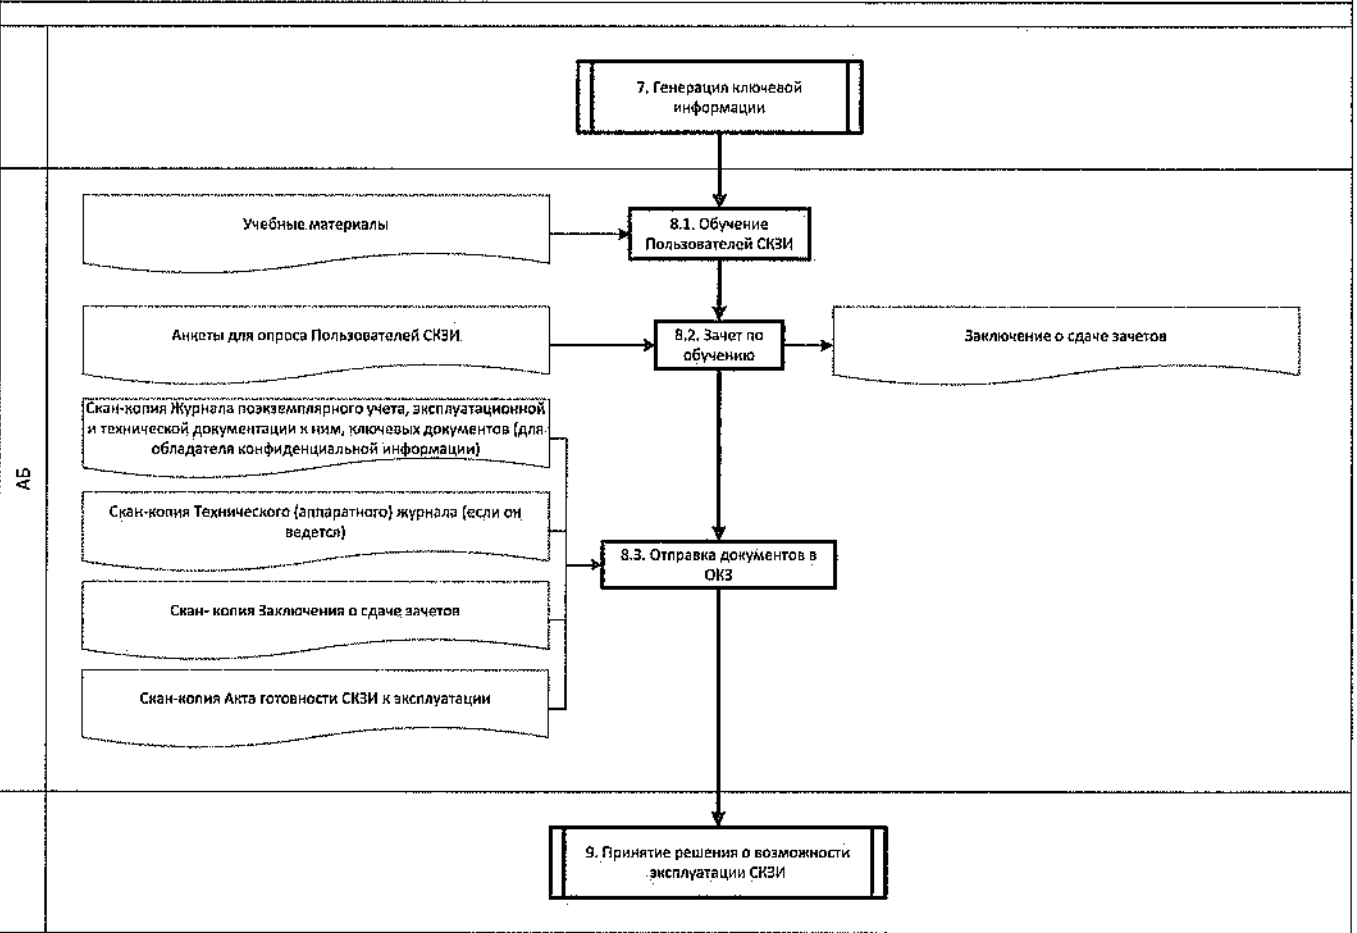 7. Генерация ключевой
информации
Учебные материалы
8.1. Обучение
Пользователей СКЗИ
Анкеты для опроса Пользователей СКЗИ.
8.2. Зачет по
обучению
Заключение о сдаче зачетов
Скан-копия Журнала поэкземплярного учета, эксплуатационной
и технической документации к ним, ключевых документов (для
обладателя конфиденциальной информации)
АБ
Скан-копия Технического (аппаратного) журнала (если он
ведется)
8.3. Отправка документов в
ОКЗ
Скан- копия Заключения о сдаче зачетов
Скан-копия Акта готовности СКЗИ к эксплуатации
9. Принятие решения о возможности
эксплуатации СКЗИ